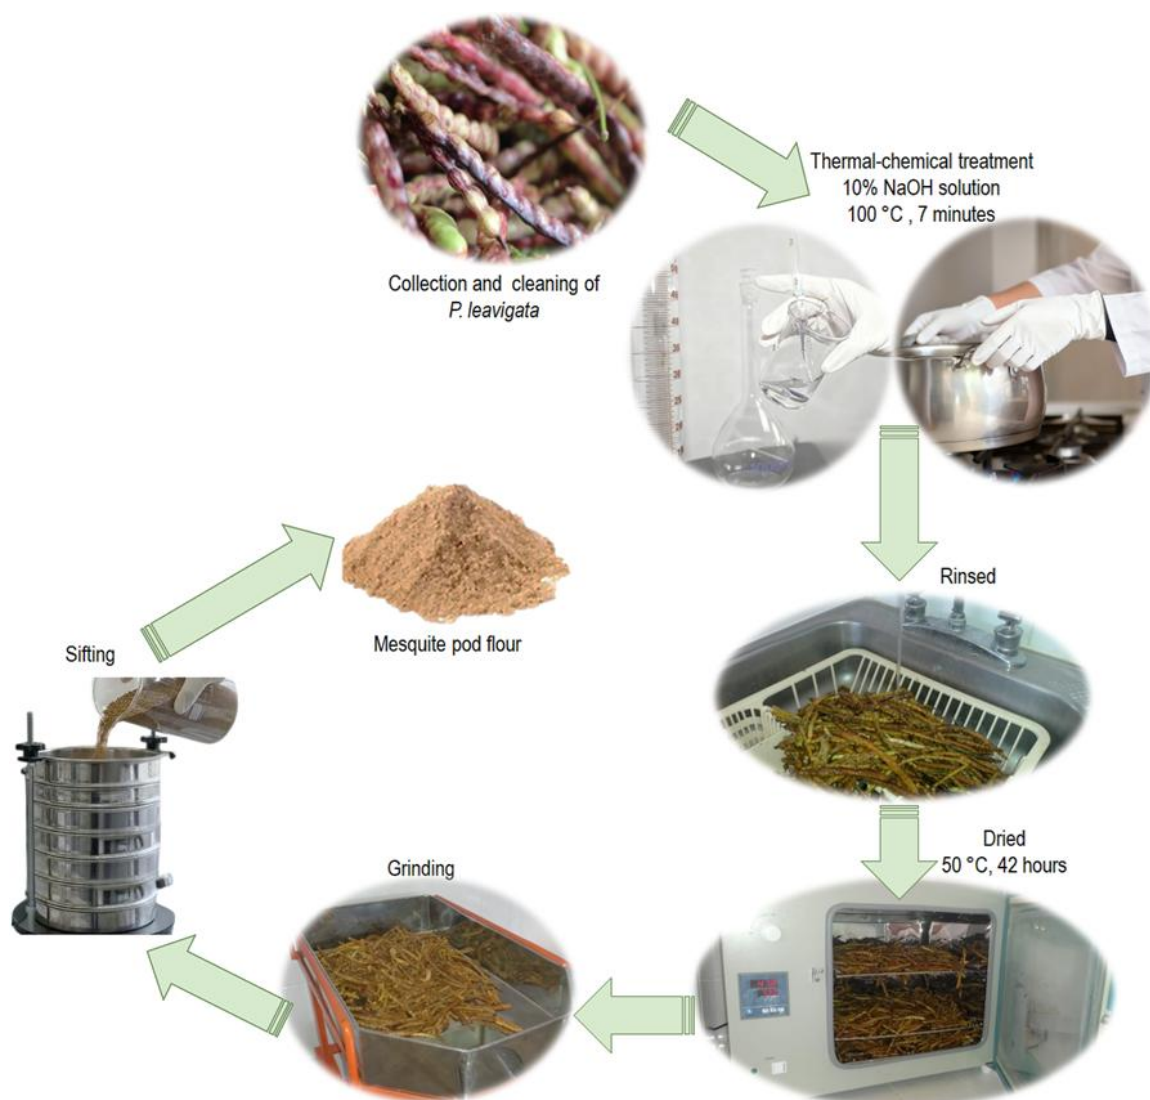 Collection and cleaning of
P. leavigata
Thermal-chemical treatment
10% NaOH solution
100 °C , 7 minutes
Rinsed
Dried
50 °C, 42 hours
Grinding
Sifting
Mesquite pod flour